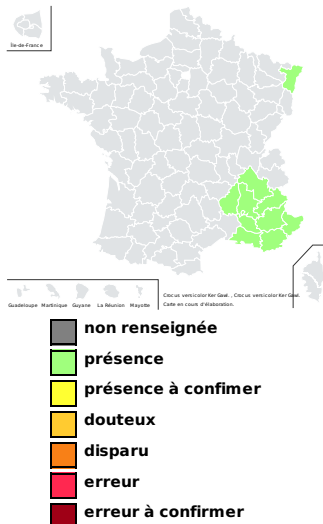 Île-de-France
Guadeloupe Martinique Guyane La Réunion Mayotte
Crocus versicolor Ker Gawl. , Crocus versicolor Ker Gawl.
Carte en cours d'élaboration.
non renseignée
présence
présence à confimer
douteux
disparu
erreur
erreur à confirmer